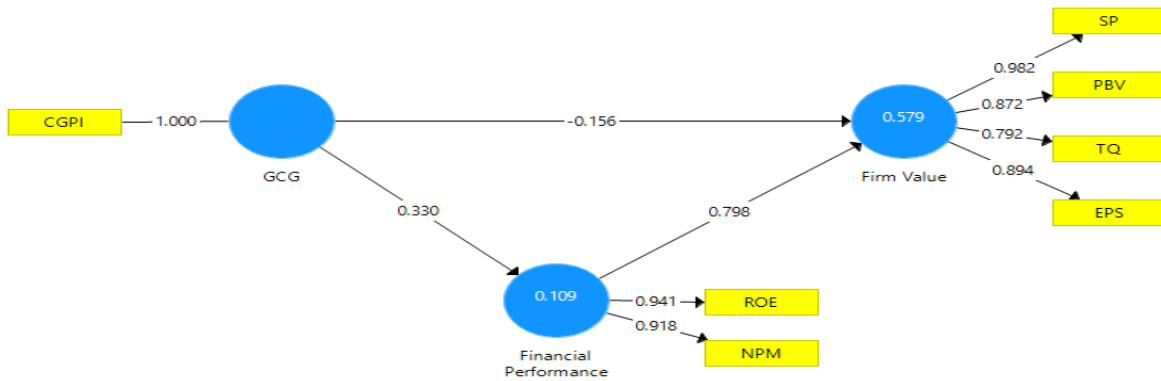 SP
0.982
PBV
CGPI
1.000
-0.156
0.579
0.872
0.792
TQ
GCG
Firm Value
0.894
EPS
0.330
0.798
0.109
0.941
ROE
0.918
NPM
Financial
Performance